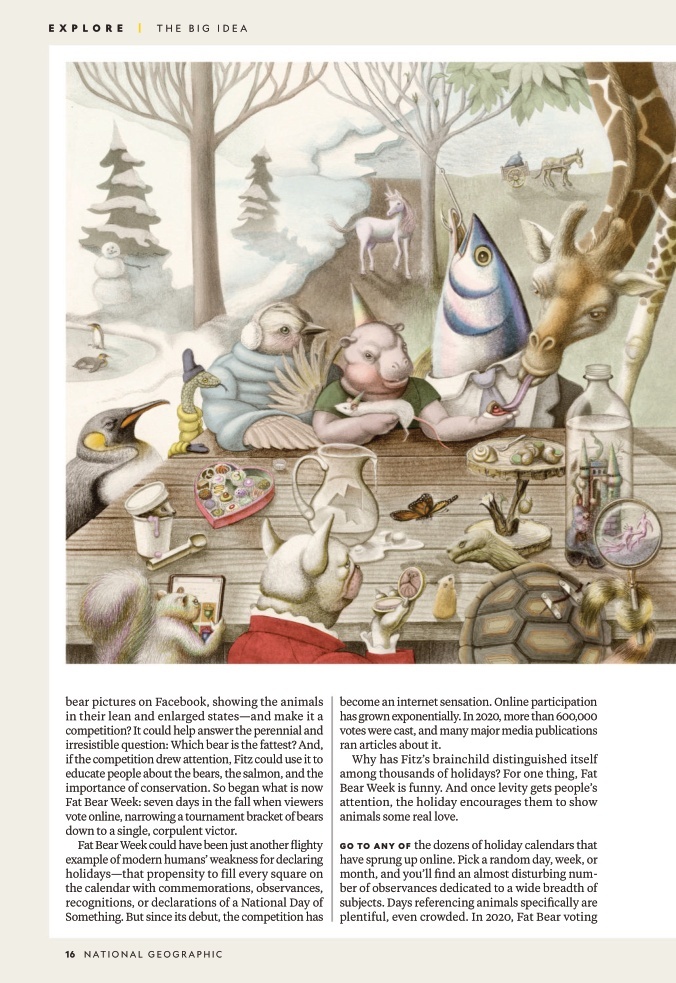 EXPLORE | THE BIG IDEA
bear pictures on Facebook, showing the animals
in their lean and enlarged states—and make it a
competition? It could help answer the perennial and
irresistible question: Which bear is the fattest? And,
if the competition drew attention, Fitz could use it to
educate people about the bears, the salmon, and the
importance of conservation. So began what is now
Fat Bear Week: seven days in the fall when viewers
vote online, narrowing a tournament bracket of bears
down to a single, corpulent victor.
Fat Bear Week could have been just another flighty
example of modern humans’ weakness for declaring
holidays—that propensity to fill every square on
the calendar with commemorations, observances,
recognitions, or declarations of a National Day of
Something. But since its debut, the competition has
become an internet sensation. Online participation
has grown exponentially. In 2020, more than 600,000
votes were cast, and many major media publications
ran articles about it.
Why has Fitz’s brainchild distinguished itself
among thousands of holidays? For one thing, Fat
Bear Week is funny. And once levity gets people’s
attention, the holiday encourages them to show
animals some real love.
GO TO ANY OF the dozens of holiday calendars that
have sprung up online. Pick a random day, week, or
month, and you’ll find an almost disturbing num-
ber of observances dedicated to a wide breadth of
subjects. Days referencing animals specifically are
plentiful, even crowded. In 2020, Fat Bear voting
16 NATIONAL GEOGRAPHIC